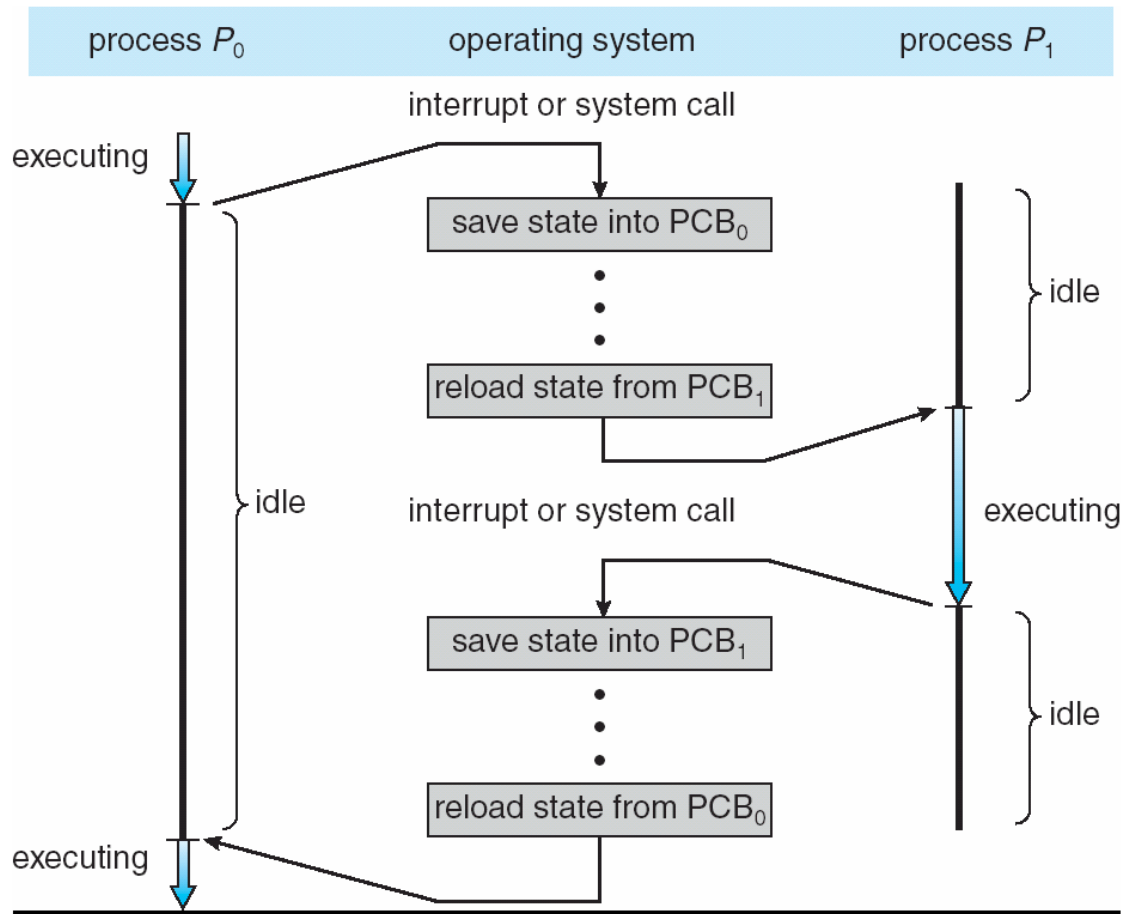 process P₀ operating system process P₁
interrupt or system call
executing
save state into PCB₀
idle
reload state from PCB₁
idle
interrupt or system call
executing
save state into PCB₁
idle
reload state from PCB₀
executing